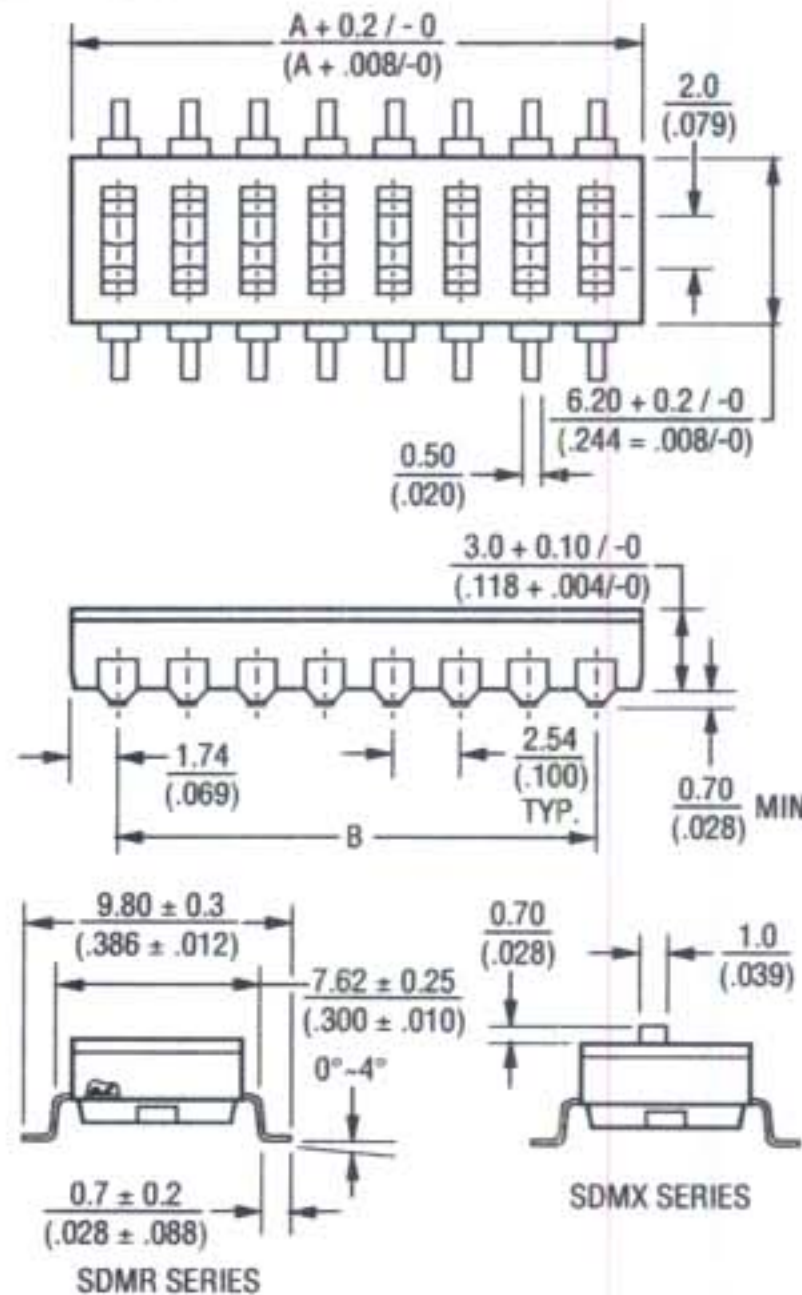 A + 0.2 / - 0
(A + .008/-0)
2.0
(.079)
6.20 + 0.2 / -0
(.244 = .008/-0)
0.50
(.020)
3.0 + 0.10 / -0
(.118 + .004/-0)
1.74
(.069)
2.54
(.100)
TYP.
0.70
(.028)
MIN
B
9.80 ± 0.3
(.386 ± .012)
7.62 ± 0.25
(.300 ± .010)
0°~4°
0.7 ± 0.2
(.028 ± .088)
SDMR SERIES
0.70
(.028)
1.0
(.039)
SDMX SERIES